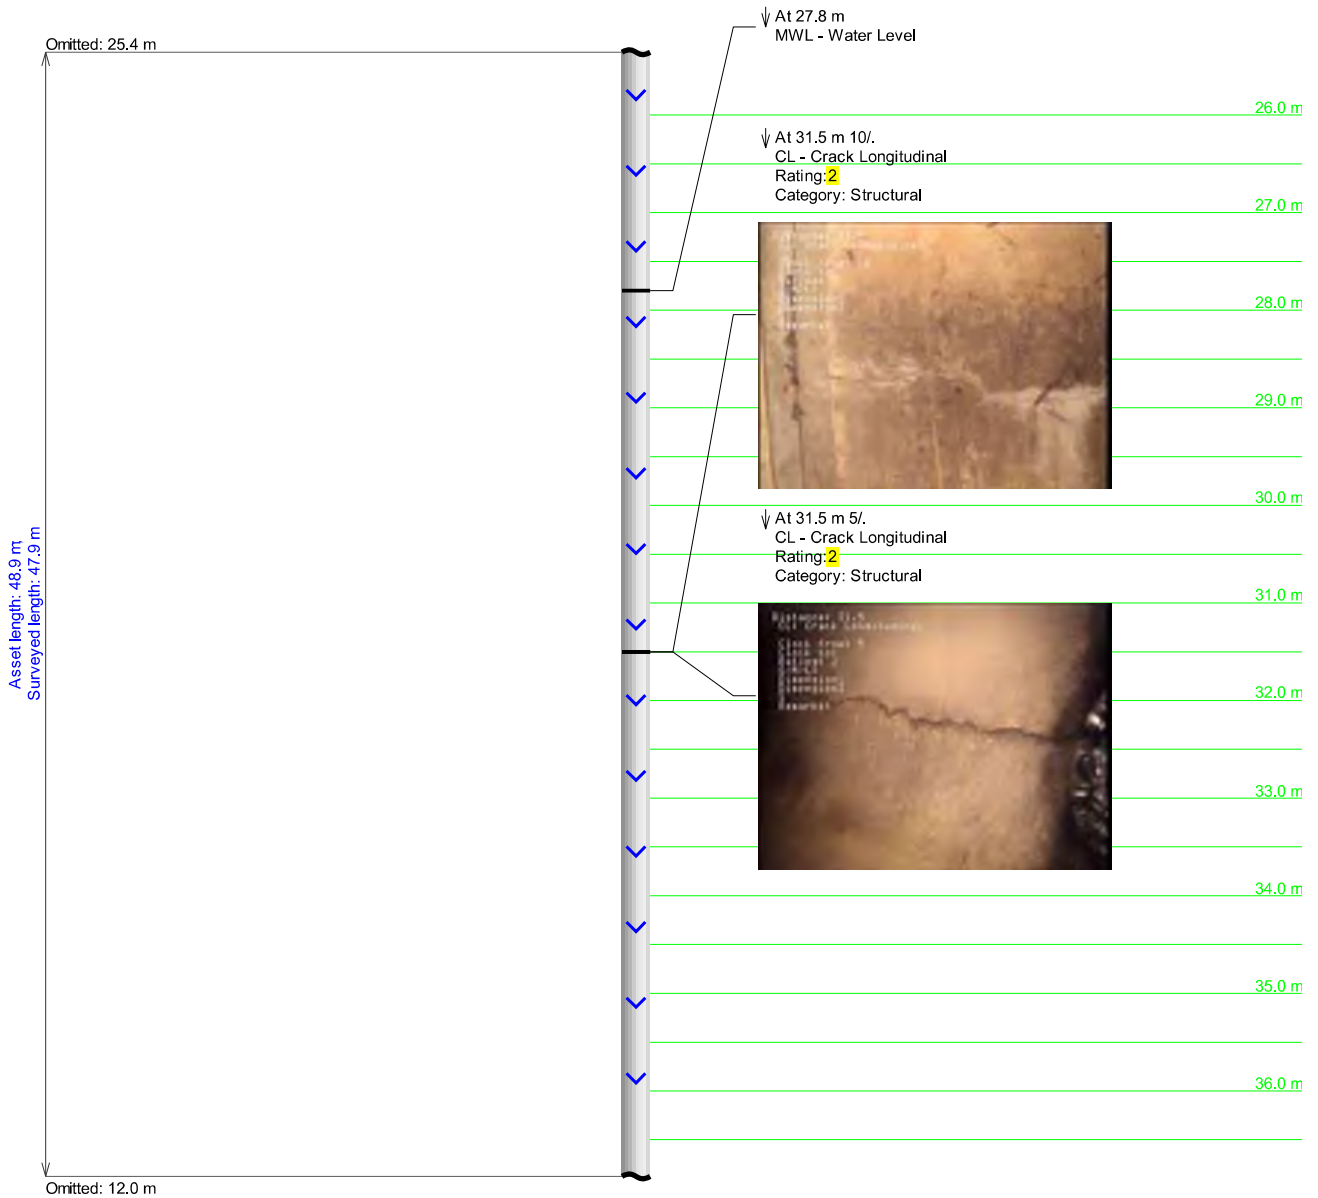 Omitted: 25.4 m
At 27.8 m
MWL - Water Level
26.0 m
At 31.5 m 10/.
CL - Crack Longitudinal
Rating:2
Category: Structural
27.0 m
28.0 m
29.0 m
30.0 m
At 31.5 m 5/.
CL - Crack Longitudinal
Rating:2
Category: Structural
31.0 m
Asset length: 48.9 m
Surveyed length: 47.9 m
32.0 m
33.0 m
34.0 m
35.0 m
36.0 m
Omitted: 12.0 m